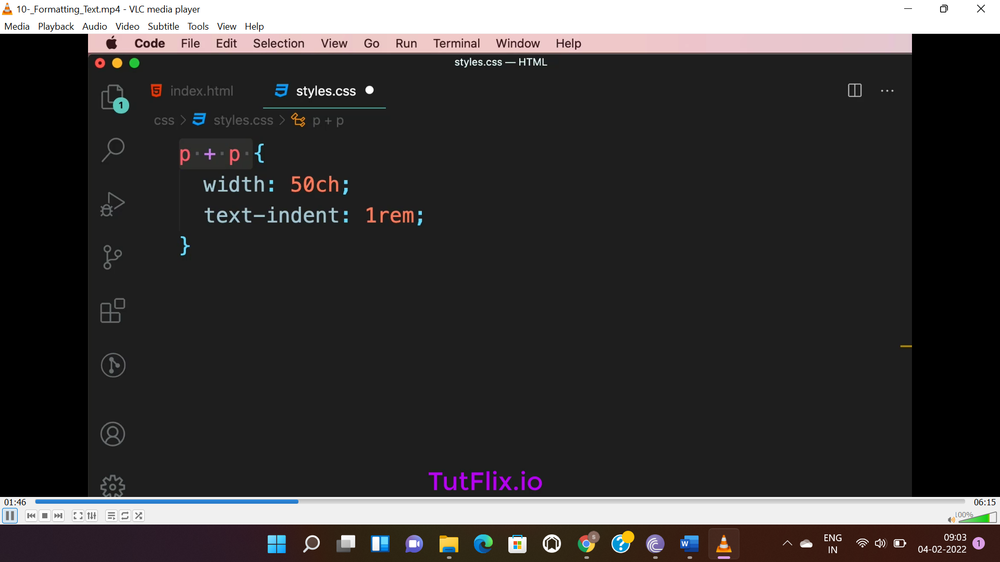 10-_Formatting_Text.mp4 - VLC media player
Media Playback Audio Video Subtitle Tools View Help
Code File Edit Selection View Go Run Terminal Window Help
styles.css — HTML
index.html styles.css
1
css > styles.css > p + p
p + p {
width: 50ch;
text-indent: 1rem;
}
TutFlix.io
01:46 06:15
100%
ENG
IN
09:03
04-02-2022
1